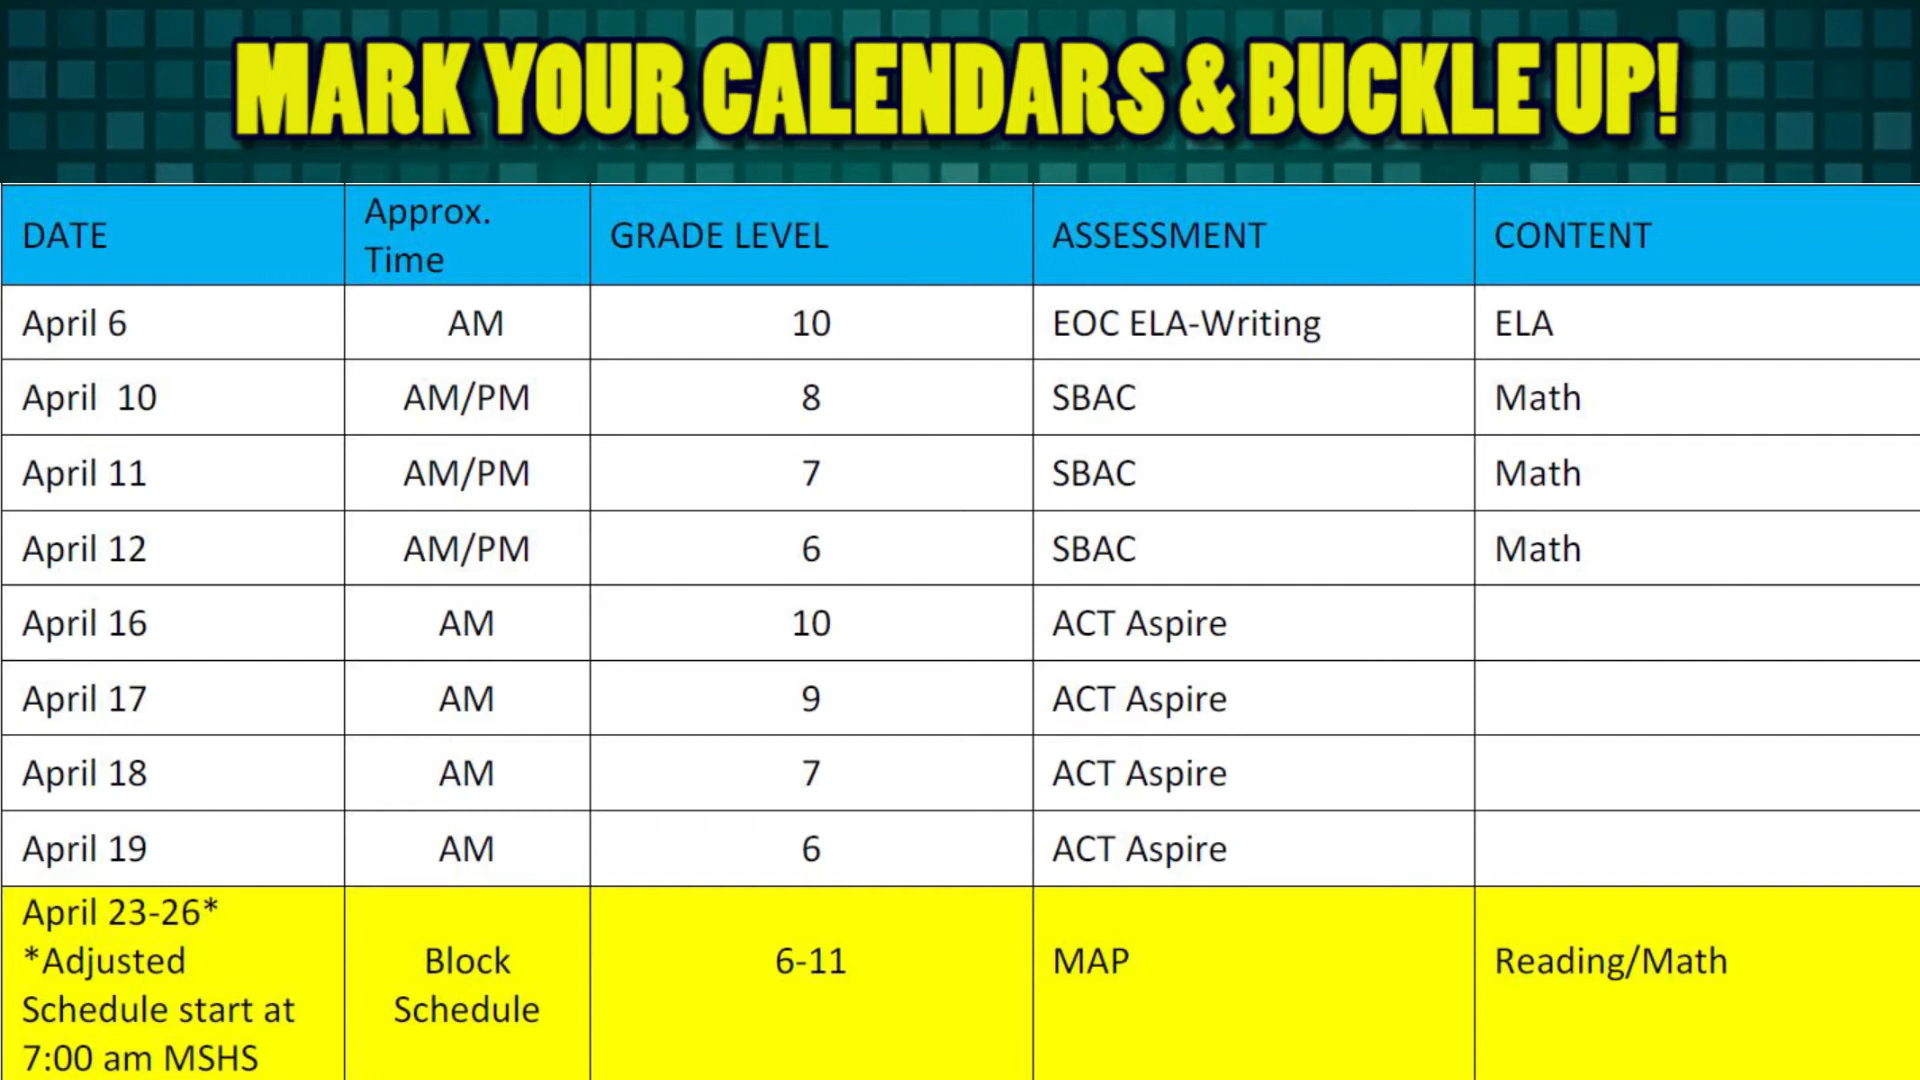 MARK YOUR CALENDARS & BUCKLE UP!
DATE Approx. Time GRADE LEVEL ASSESSMENT CONTENT
April 6 AM 10 EOC ELA-Writing ELA
April 10 AM/PM 8 SBAC Math
April 11 AM/PM 7 SBAC Math
April 12 AM/PM 6 SBAC Math
April 16 AM 10 ACT Aspire
April 17 AM 9 ACT Aspire
April 18 AM 7 ACT Aspire
April 19 AM 6 ACT Aspire
April 23-26*
*Adjusted
Schedule start at
7:00 am MSHS
Block
Schedule
6-11
MAP
Reading/Math